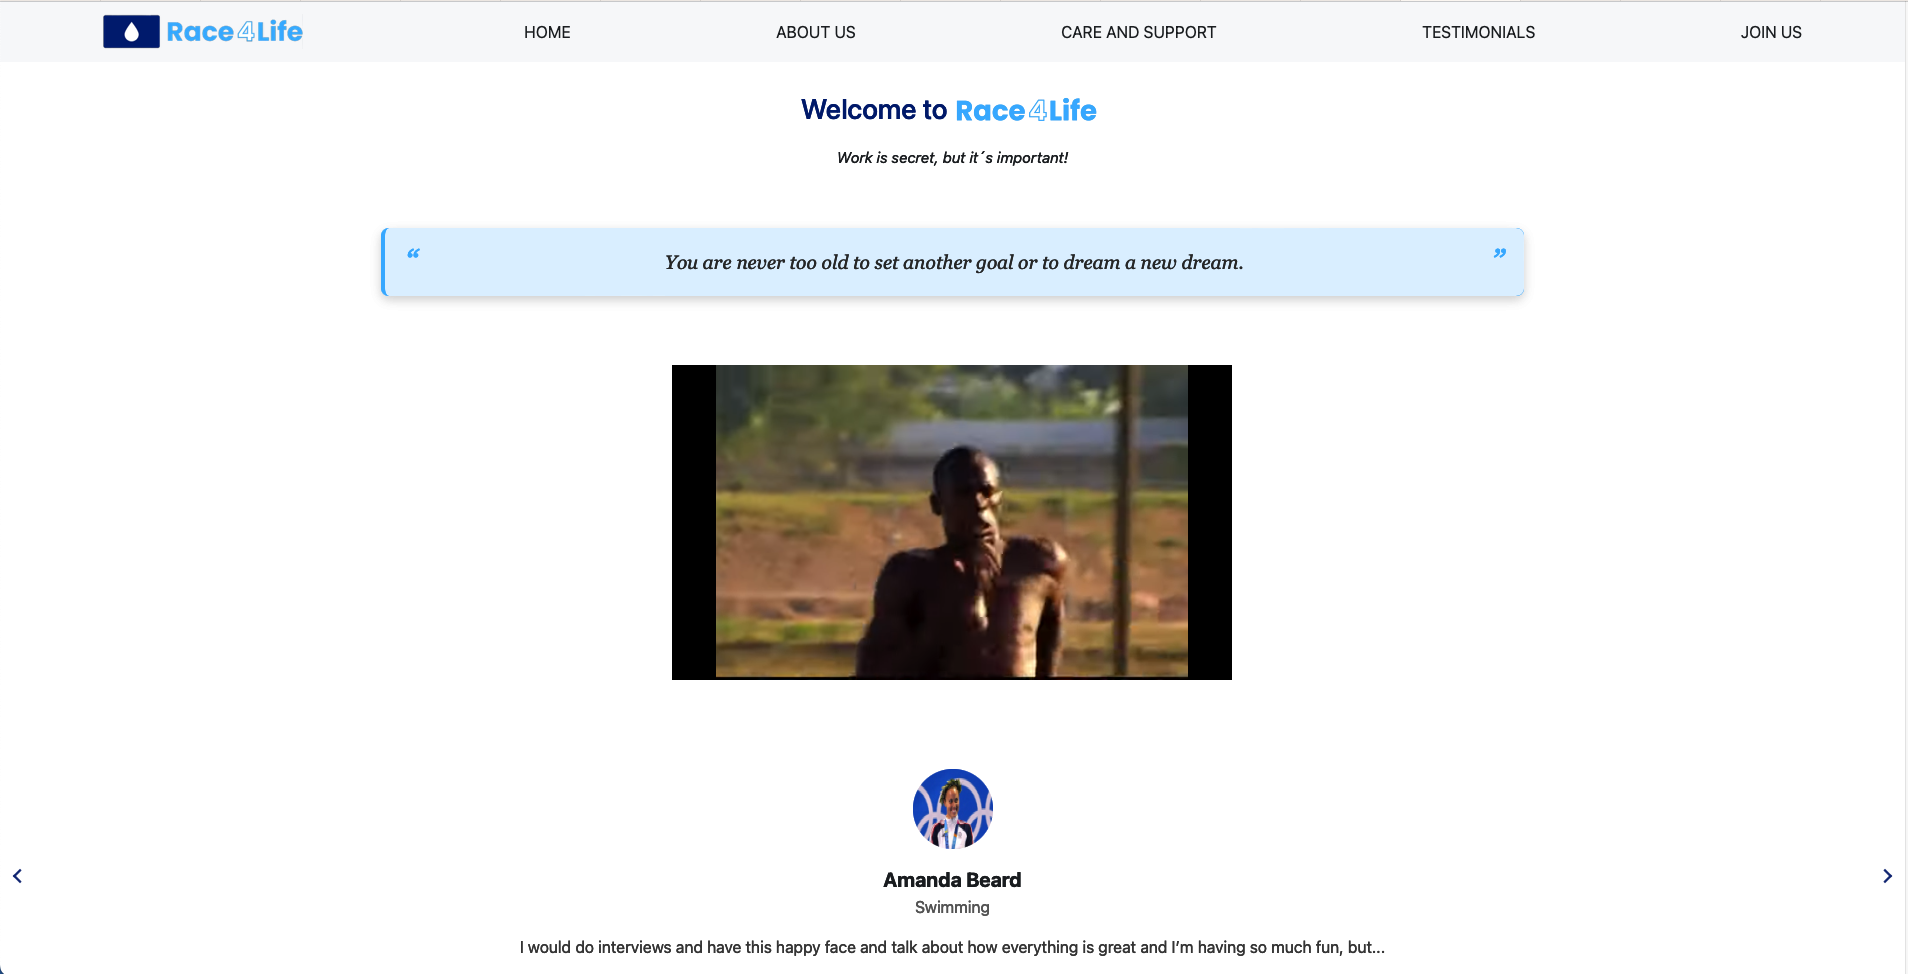 Race4Life HOME ABOUT US CARE AND SUPPORT TESTIMONIALS JOIN US
Welcome to Race4Life
Work is secret, but it´s important!
“ You are never too old to set another goal or to dream a new dream. ”
Amanda Beard
Swimming
I would do interviews and have this happy face and talk about how everything is great and I’m having so much fun, but...